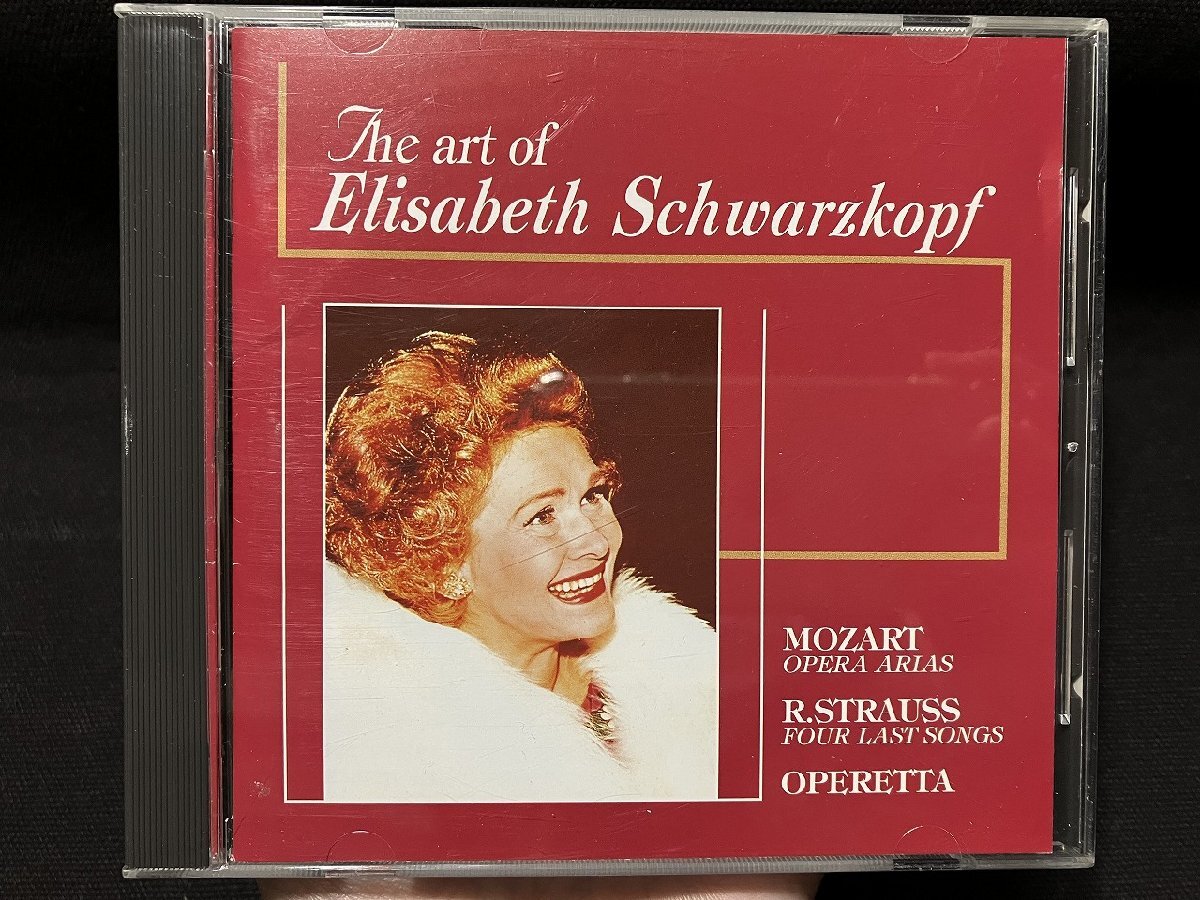 The art of
Elisabeth Schwarzkopf
MOZART
OPERA ARIAS
R.STRAUSS
FOUR LAST SONGS
OPERETTA